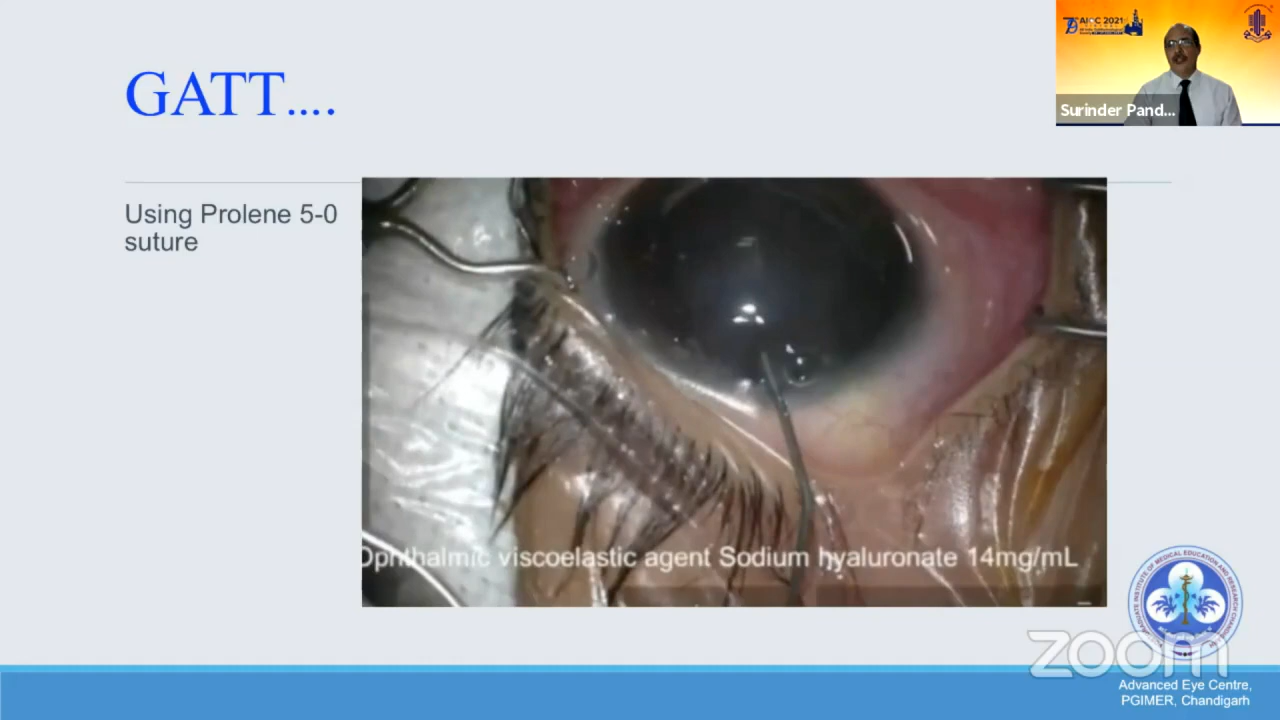 GATT....
AIOC 2021
Surinder Pand...
Using Prolene 5-0
suture
Ophthalmic viscoelastic agent Sodium hyaluronate 14mg/mL
zoom
Advanced Eye Centre,
PGIMER, Chandigarh